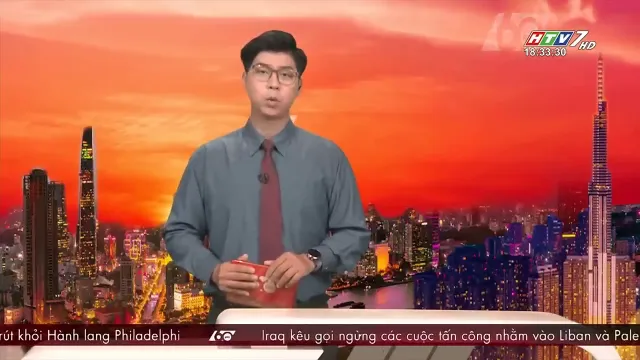 HTV7 HD
18:33:30
rút khỏi Hành lang Philadelphi 60 Iraq kêu gọi ngừng các cuộc tấn công nhằm vào Liban và Pale